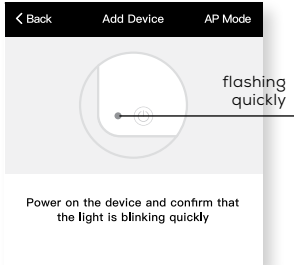 Back Add Device AP Mode
flashing
quickly
Power on the device and confirm that
the light is blinking quickly